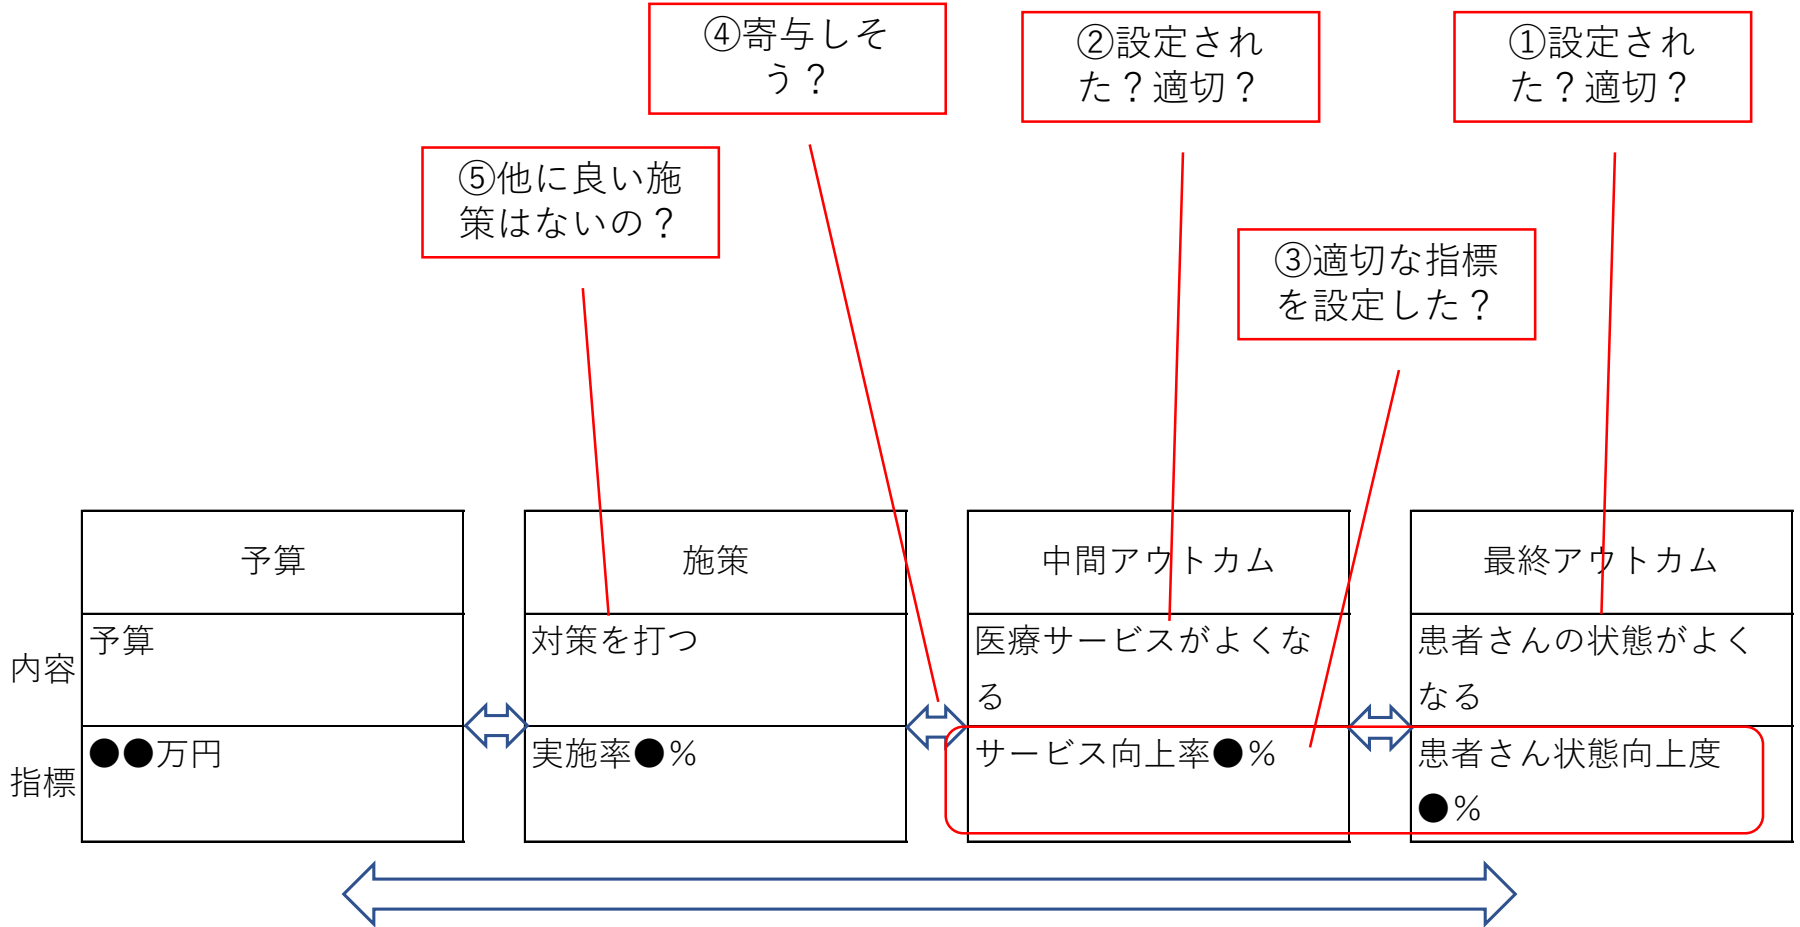 ④寄与しそ
う？
②設定され
た？適切？
①設定され
た？適切？
⑤他に良い施
策はないの？
③適切な指標
を設定した？
予算
施策
中間アウトカム
最終アウトカム
内容
予算
対策を打つ
医療サービスがよくな
る
患者さんの状態がよく
なる
指標
●●万円
実施率●％
サービス向上率●％
患者さん状態向上度
●％